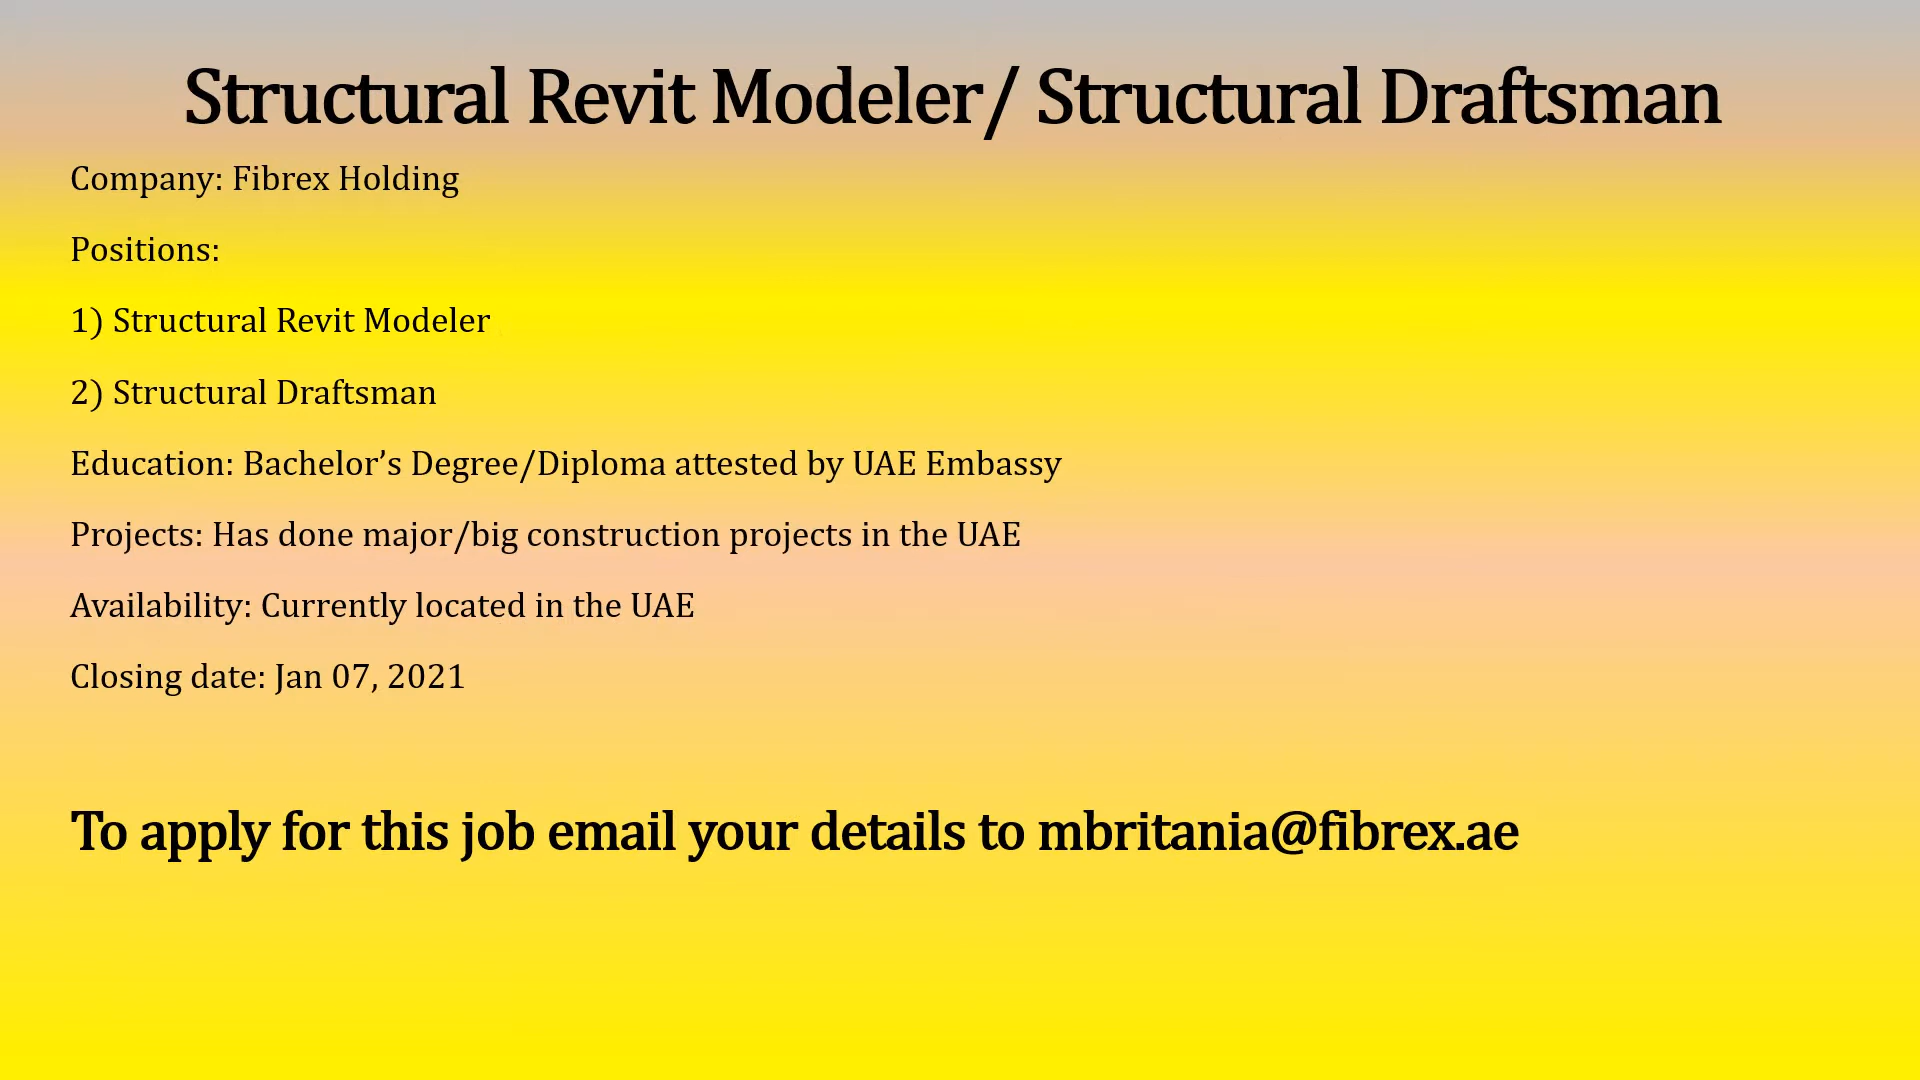 Structural Revit Modeler/ Structural Draftsman
Company: Fibrex Holding
Positions:
1) Structural Revit Modeler
2) Structural Draftsman
Education: Bachelor’s Degree/Diploma attested by UAE Embassy
Projects: Has done major/big construction projects in the UAE
Availability: Currently located in the UAE
Closing date: Jan 07, 2021
To apply for this job email your details to mbritania@fibrex.ae